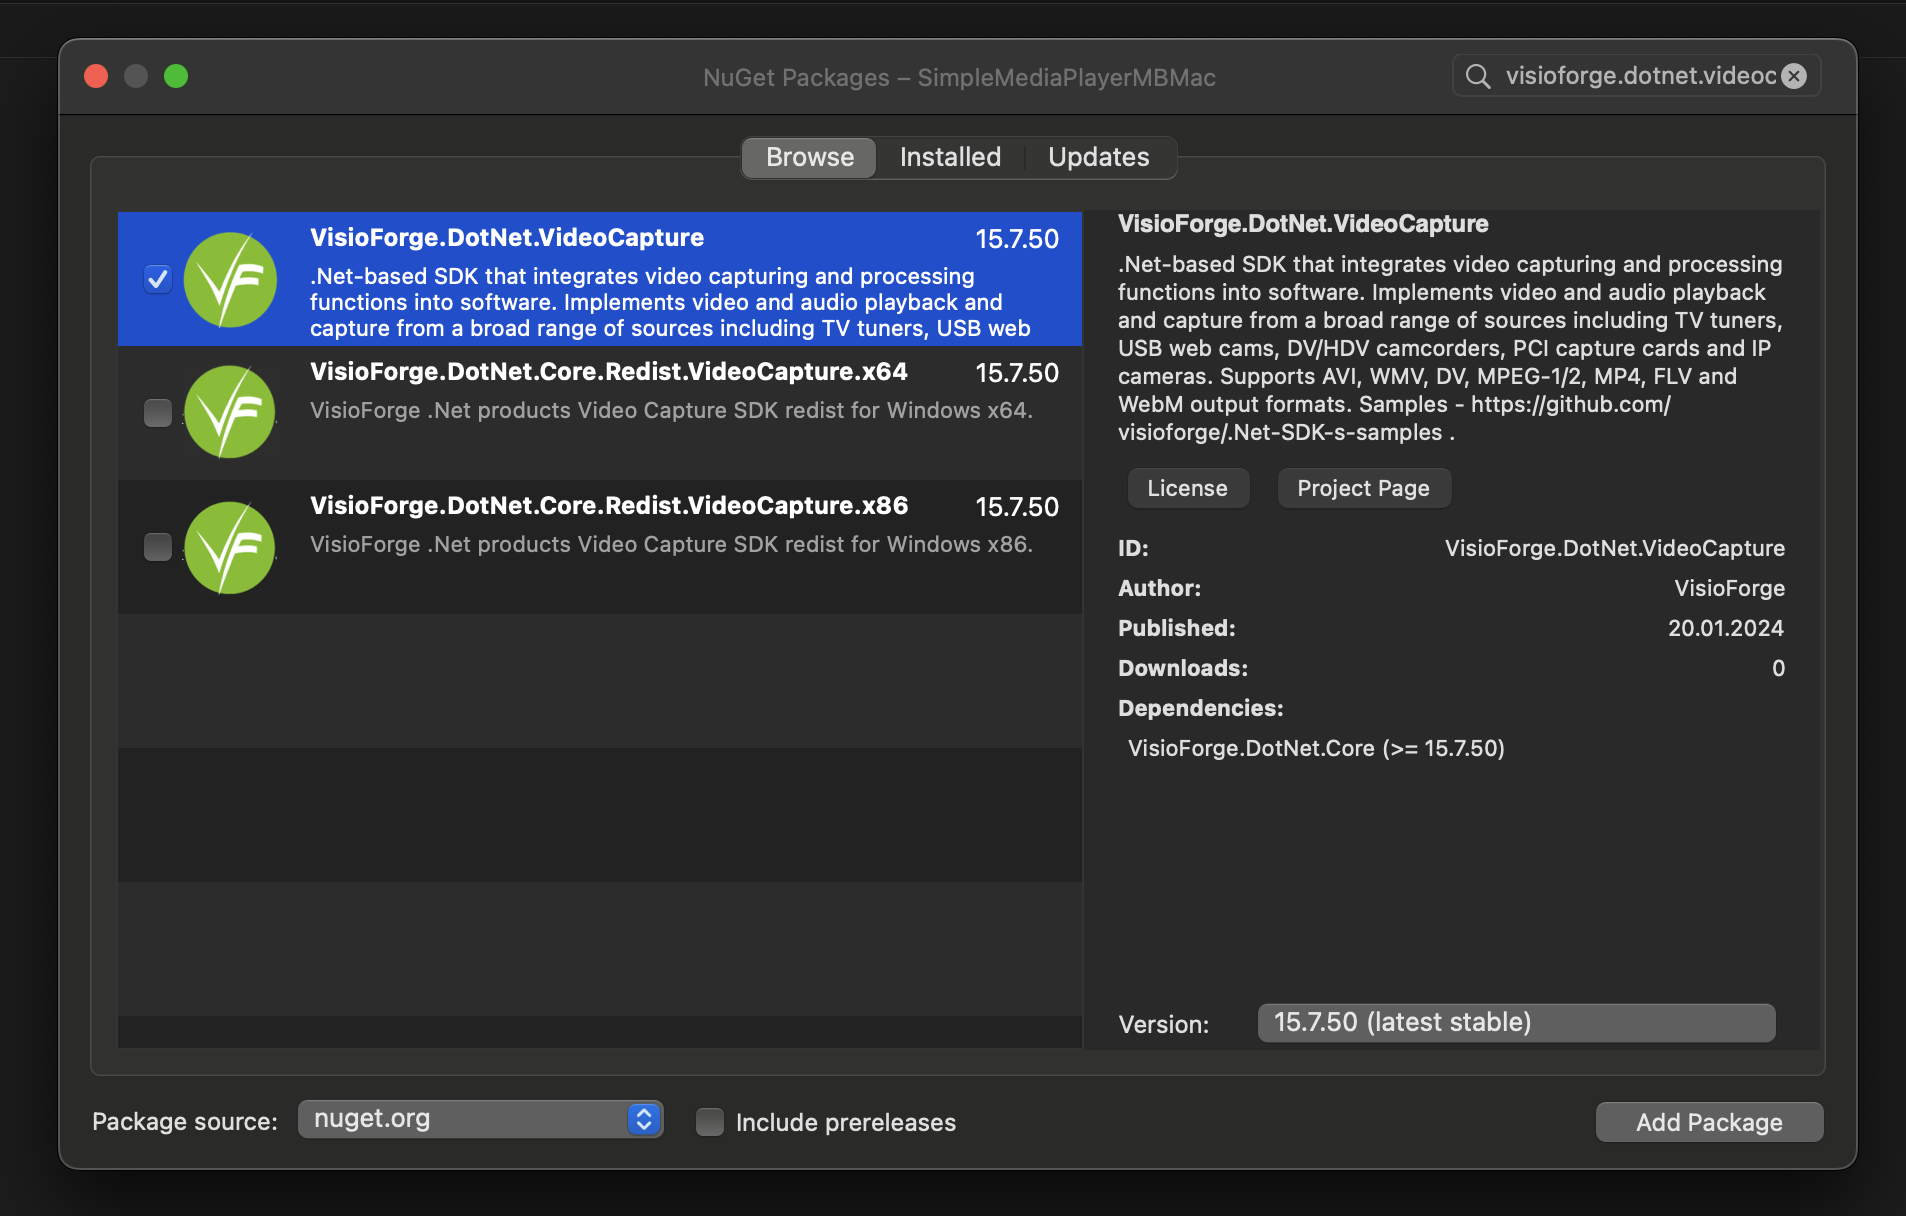 NuGet Packages – SimpleMediaPlayerMBMac
visioforge.dotnet.videoc
Browse
Installed
Updates
VisioForge.DotNet.VideoCapture
15.7.50
.Net-based SDK that integrates video capturing and processing
functions into software. Implements video and audio playback and
capture from a broad range of sources including TV tuners, USB web
VisioForge.DotNet.Core.Redist.VideoCapture.x64
15.7.50
VisioForge .Net products Video Capture SDK redist for Windows x64.
VisioForge.DotNet.Core.Redist.VideoCapture.x86
15.7.50
VisioForge .Net products Video Capture SDK redist for Windows x86.
VisioForge.DotNet.VideoCapture
.Net-based SDK that integrates video capturing and processing
functions into software. Implements video and audio playback
and capture from a broad range of sources including TV tuners,
USB web cams, DV/HDV camcorders, PCI capture cards and IP
cameras. Supports AVI, WMV, DV, MPEG-1/2, MP4, FLV and
WebM output formats. Samples - https://github.com/
visioforge/.Net-SDK-s-samples .
License
Project Page
ID: VisioForge.DotNet.VideoCapture
Author: VisioForge
Published: 20.01.2024
Downloads: 0
Dependencies:
VisioForge.DotNet.Core (>= 15.7.50)
Version: 15.7.50 (latest stable)
Package source: nuget.org
Include prereleases
Add Package